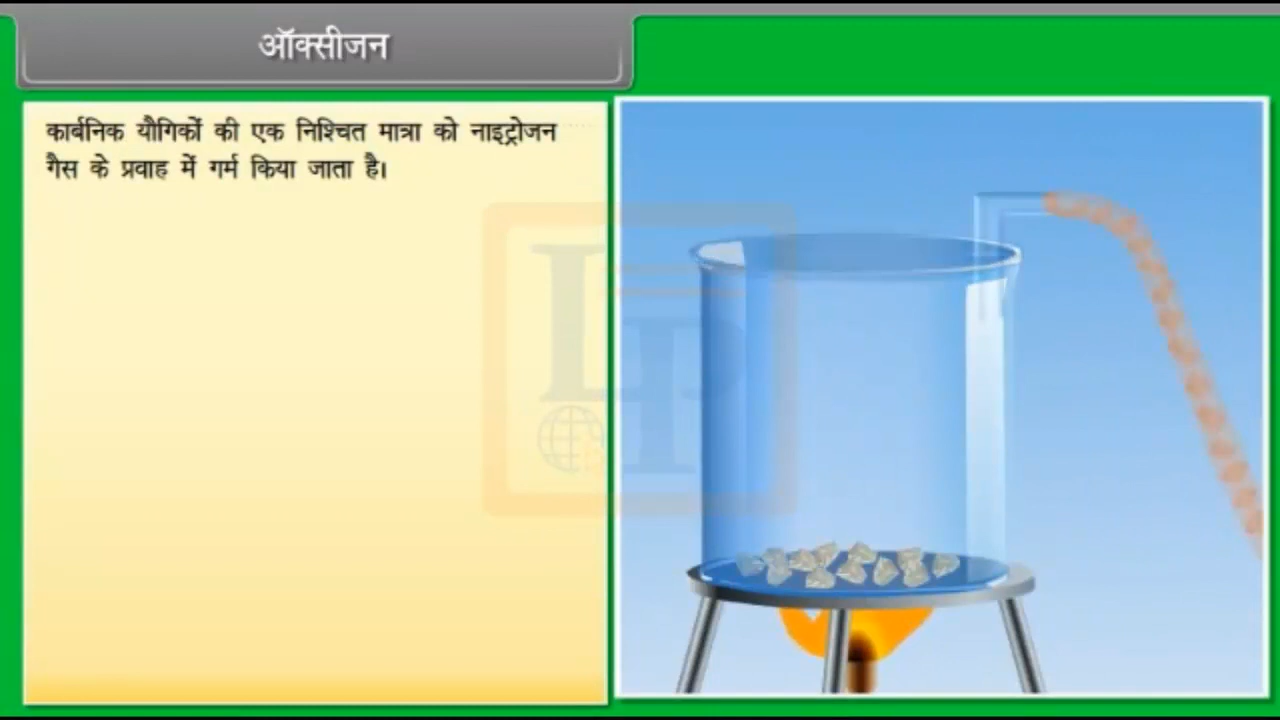 ऑक्सीजन
कार्बनिक यौगिकों की एक निश्चित मात्रा को नाइट्रोजन
गैस के प्रवाह में गर्म किया जाता है।